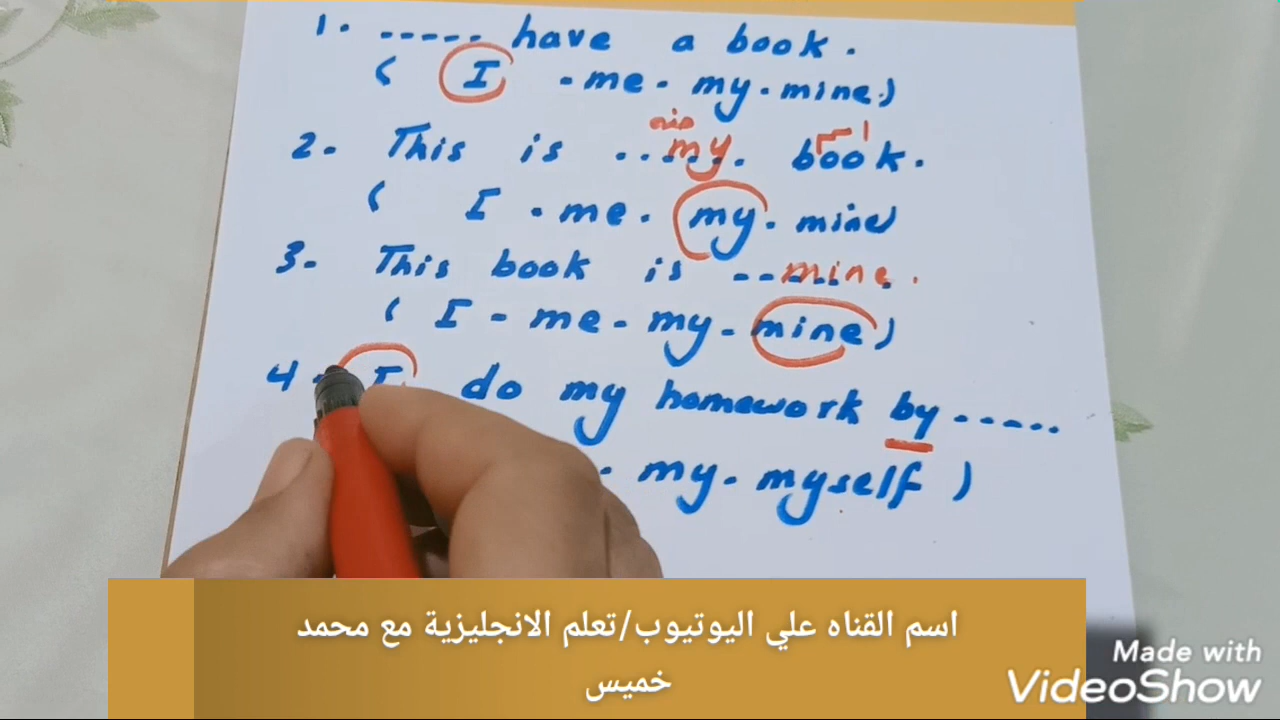 1. ..... have a book.
( I - me - my - mine.)
2. This is ..my.. book.
( I - me - my - mine
3. This book is --mine.
( I - me - my - mine )
4. I do my homework by .....
- my - myself )
اسم القناه علي اليوتيوب/تعلم الانجليزية مع محمد
خميس
Made with
VideoShow